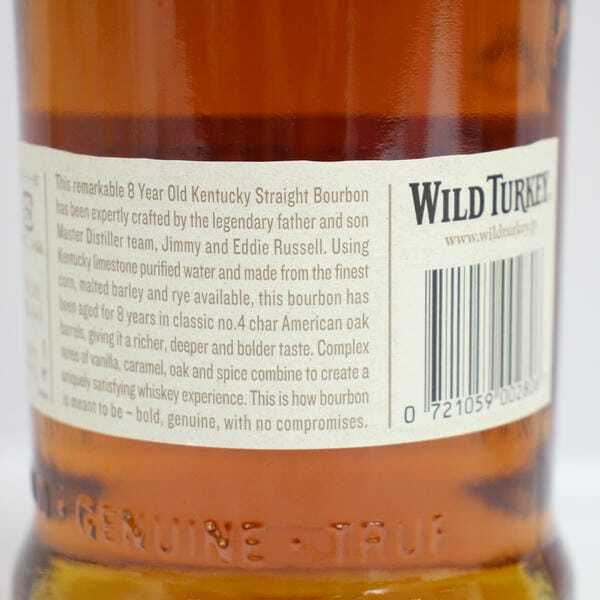 This remarkable 8 Year Old Kentucky Straight Bourbon
has been expertly crafted by the legendary father and son
Master Distiller team, Jimmy and Eddie Russell. Using
Kentucky limestone purified water and made from the finest
corn, malted barley and rye available, this bourbon has
been aged for 8 years in classic no.4 char American oak
barrels, giving it a richer, deeper and bolder taste. Complex
notes of vanilla, caramel, oak and spice combine to create a
uniquely satisfying whiskey experience. This is how bourbon
is meant to be – bold, genuine, with no compromises.
WILD TURKEY
www.wildturkey.jp
0 721059 00280
· GENUINE · TRUE